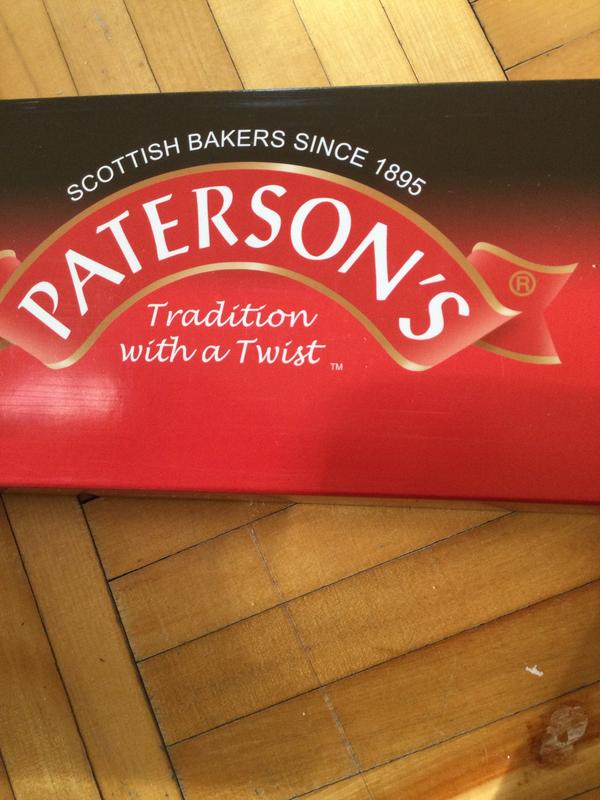 SCOTTISH BAKERS SINCE 1895
PATERSON'S
®
Tradition
with a Twist
™